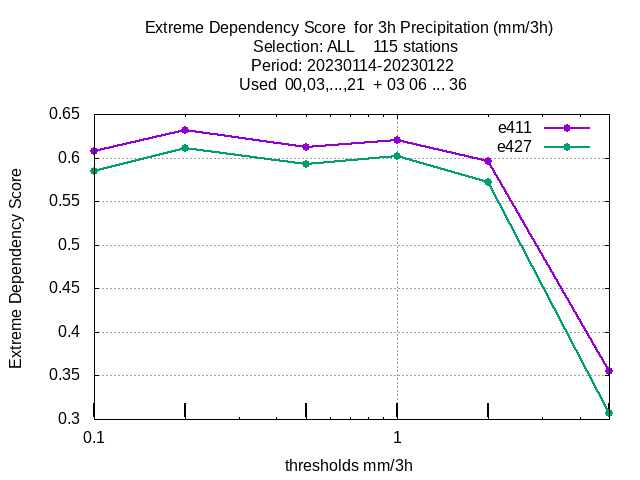 Extreme Dependency Score  for 3h Precipitation (mm/3h)
Selection: ALL    115 stations
Period: 20230114-20230122
Used  00,03,...,21  + 03 06 ... 36
e411
e427
0.65
0.6
0.55
0.5
0.45
0.4
0.35
0.3
Extreme Dependency Score
0.1
1
thresholds mm/3h